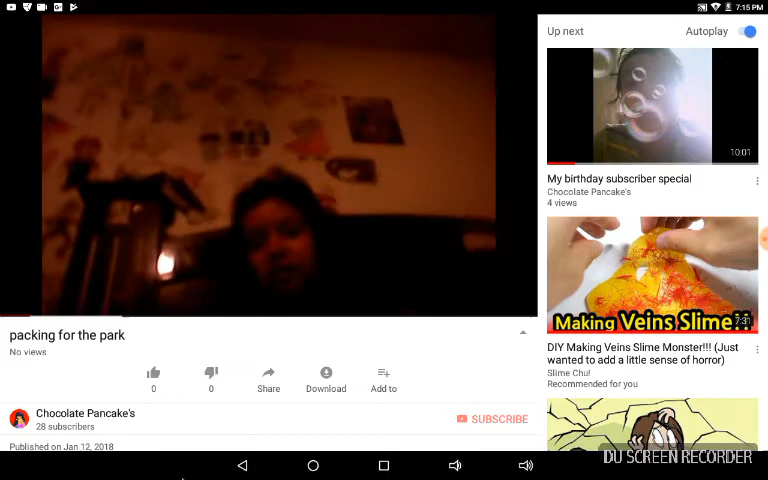 7:15 PM
Up next
Autoplay
10:01
My birthday subscriber special
Chocolate Pancake's
4 views
packing for the park
No views
0
0
Share
Download
Add to
Making Veins Slime!!
7:31
DIY Making Veins Slime Monster!!! (Just
wanted to add a little sense of horror)
Slime Chu!
Recommended for you
Chocolate Pancake's
28 subscribers
SUBSCRIBE
Published on Jan 12, 2018
DU SCREEN RECORDER